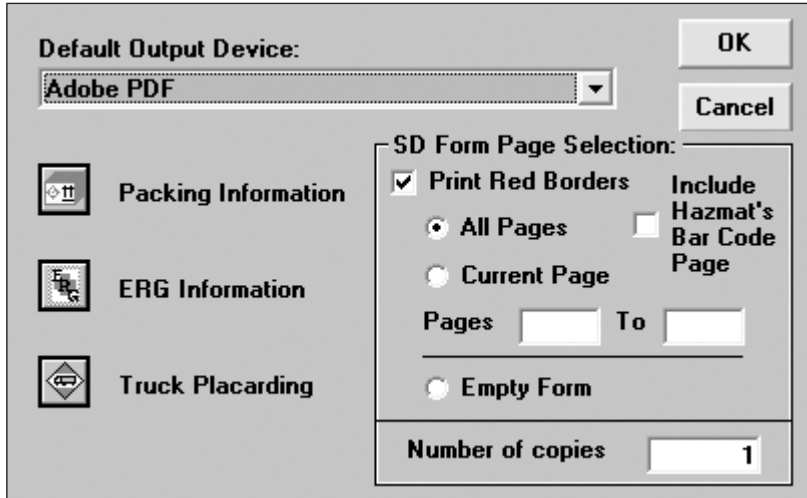 Default Output Device:
Adobe PDF
OK
Cancel
Packing Information
ERG
ERG Information
Truck Placarding
SD Form Page Selection:
Print Red Borders
All Pages
Current Page
Include
Hazmat's
Bar Code
Page
Pages
To
Empty Form
Number of copies
1